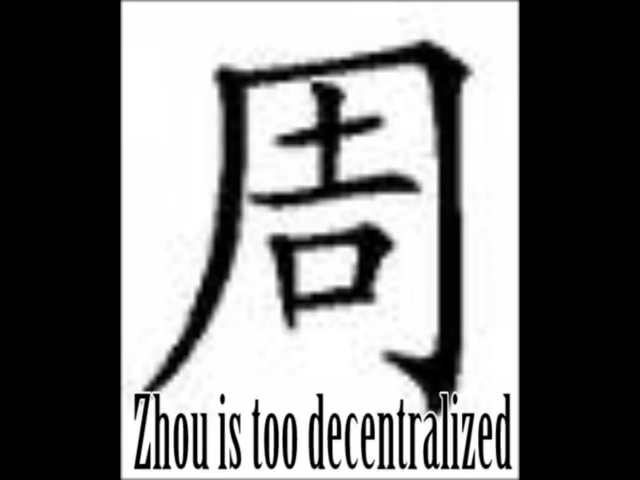 周
Zhou is too decentralized